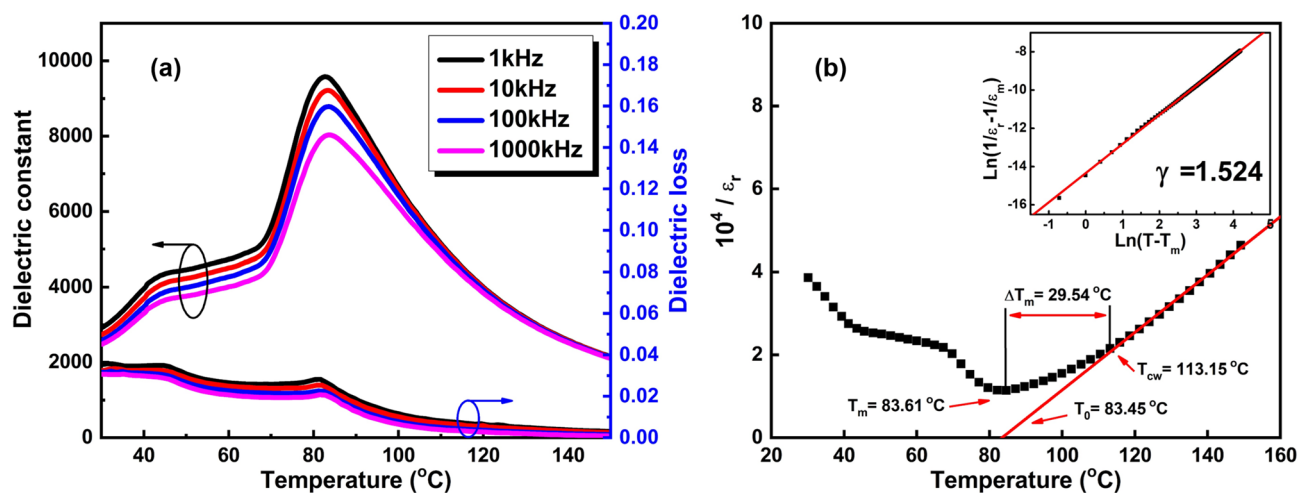 (a)
1kHz
10kHz
100kHz
1000kHz
Dielectric constant
10000
8000
6000
4000
2000
0
0.20
0.18
0.16
0.14
0.12
0.10
0.08
0.06
0.04
0.02
0.00
Dielectric loss
40 60 80 100 120 140
Temperature (°C)
(b)
10⁴ / εᵣ
10
8
6
4
2
0
Ln(1/εᵣ-1/εₘ)
-8
-10
-12
-14
-16
γ =1.524
-1 0 1 2 3 4 5
Ln(T-Tₘ)
ΔTₘ= 29.54 °C
T_cw= 113.15 °C
Tₘ= 83.61 °C
T₀= 83.45 °C
20 40 60 80 100 120 140 160
Temperature (°C)